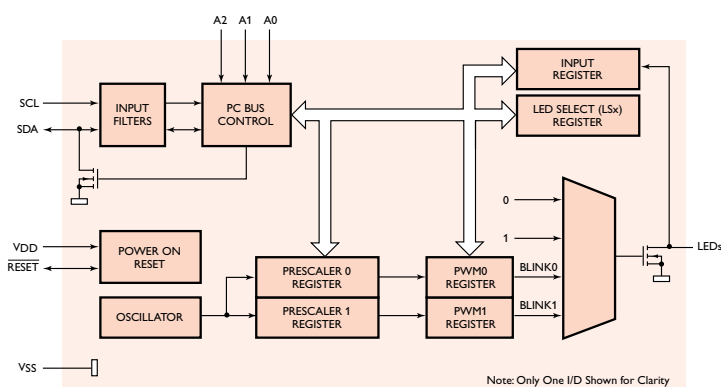 A2 A1 A0
SCL
SDA
INPUT
FILTERS
PC BUS
CONTROL
INPUT
REGISTER
LED SELECT (LSx)
REGISTER
0
1
LEDs
VDD
RESET
POWER ON
RESET
OSCILLATOR
PRESCALER 0
REGISTER
PRESCALER 1
REGISTER
PWM0
REGISTER
PWM1
REGISTER
BLINK0
BLINK1
VSS
Note: Only One I/D Shown for Clarity